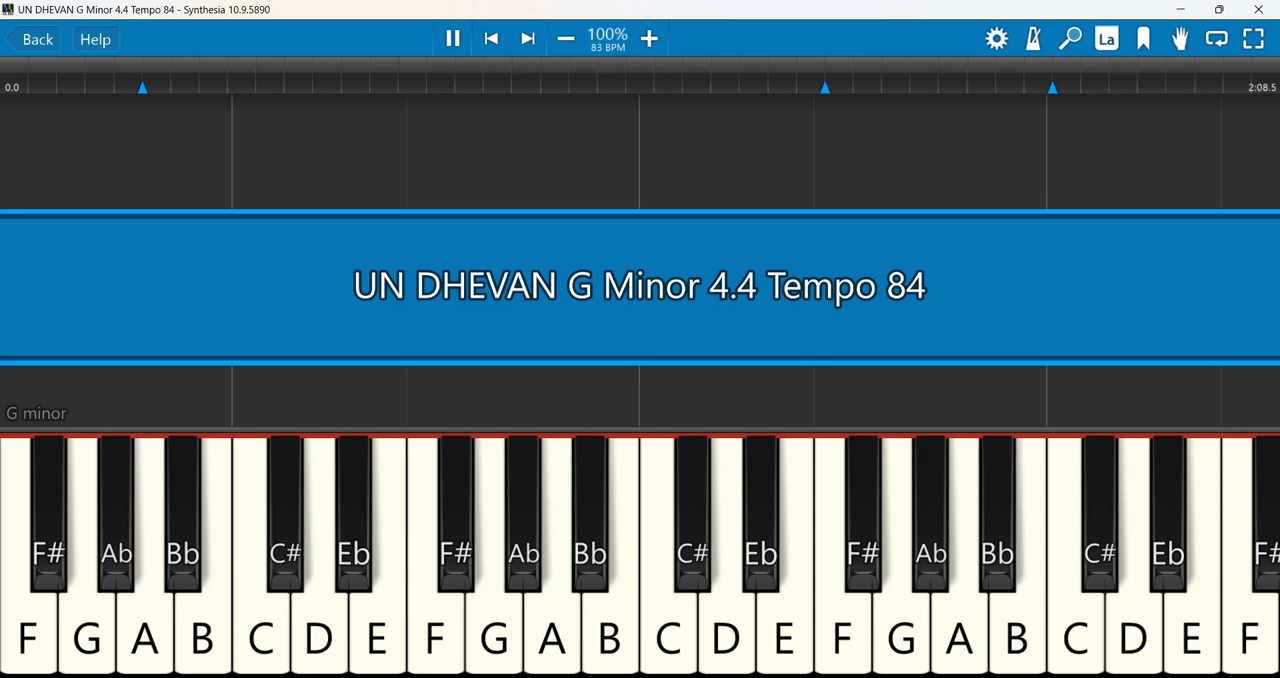 UN DHEVAN G Minor 4.4 Tempo 84 - Synthesia 10.9.5890
Back Help 100% La
83 BPM
0.0 2:08.5
UN DHEVAN G Minor 4.4 Tempo 84
G minor
F# Ab Bb C# Eb F# Ab Bb C# Eb F# Ab Bb C# Eb F#
F G A B C D E F G A B C D E F G A B C D E F